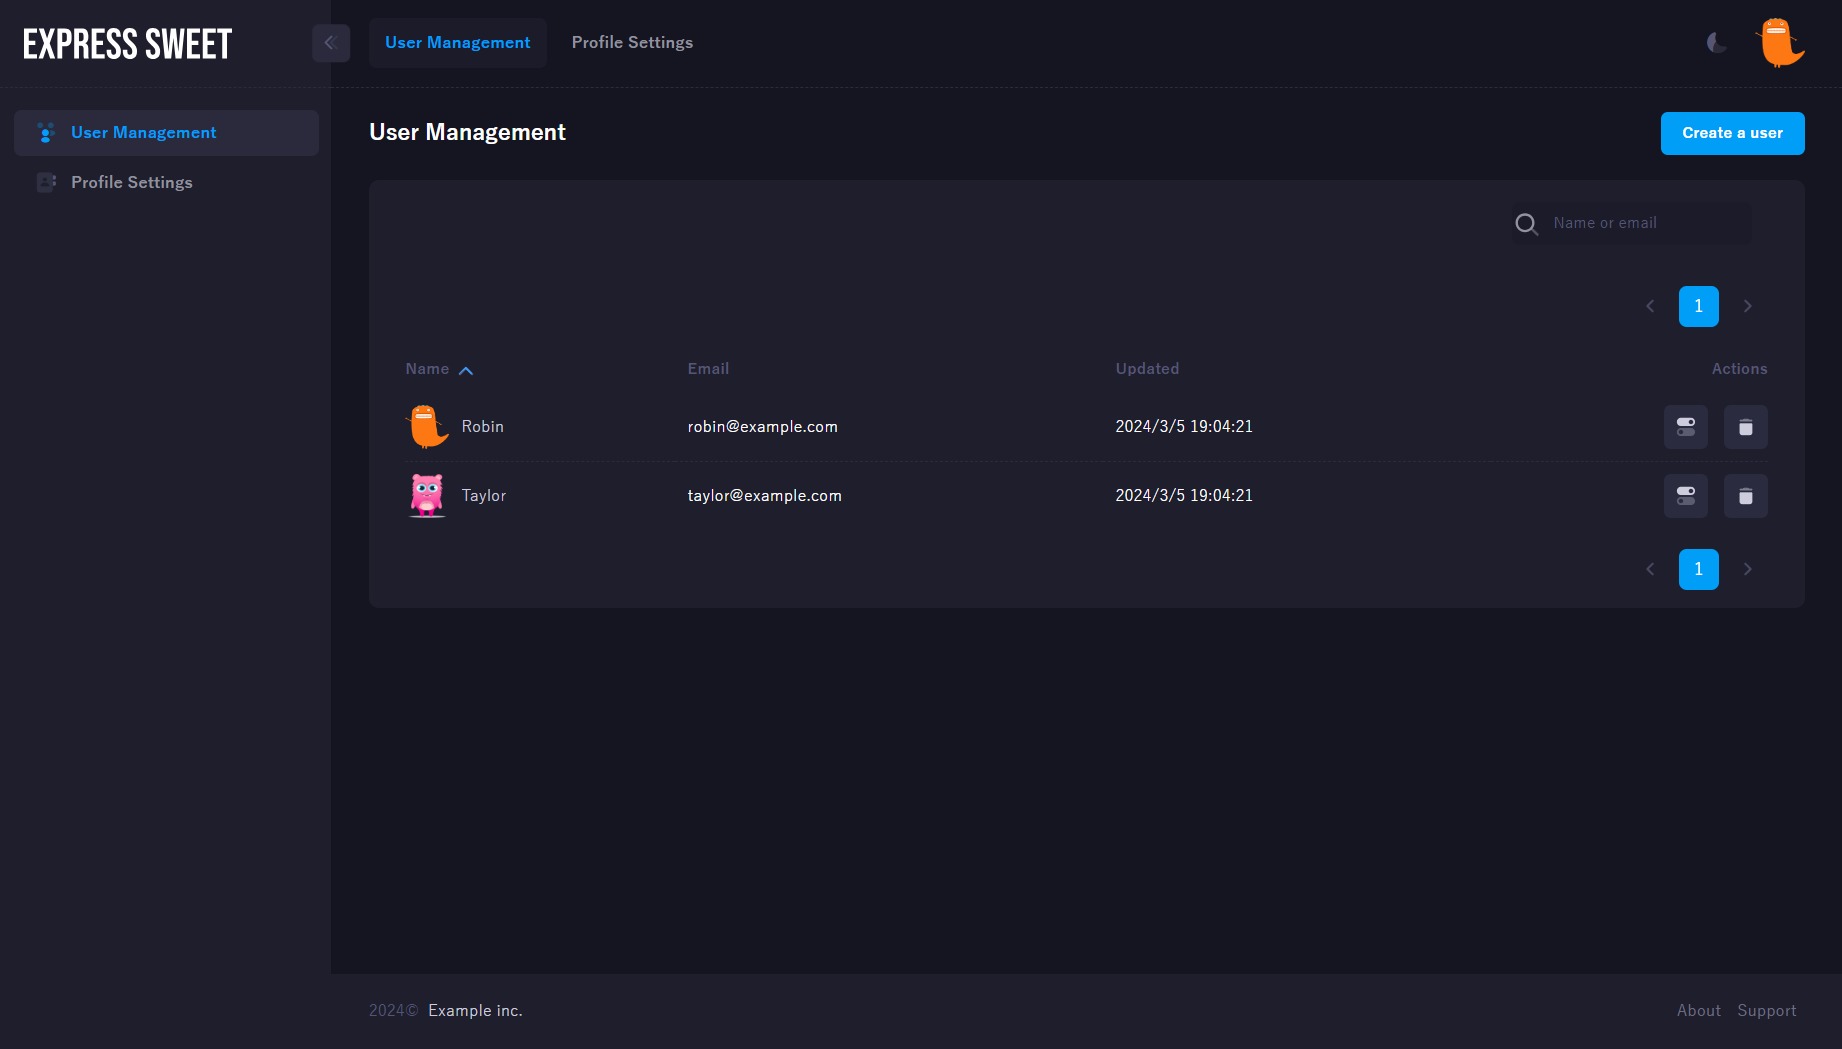 EXPRESS SWEET
User Management
Profile Settings
User Management
Profile Settings
User Management
Create a user
Name or email
1
Name
Email
Updated
Actions
Robin
robin@example.com
2024/3/5 19:04:21
Taylor
taylor@example.com
2024/3/5 19:04:21
1
2024© Example inc.
About
Support